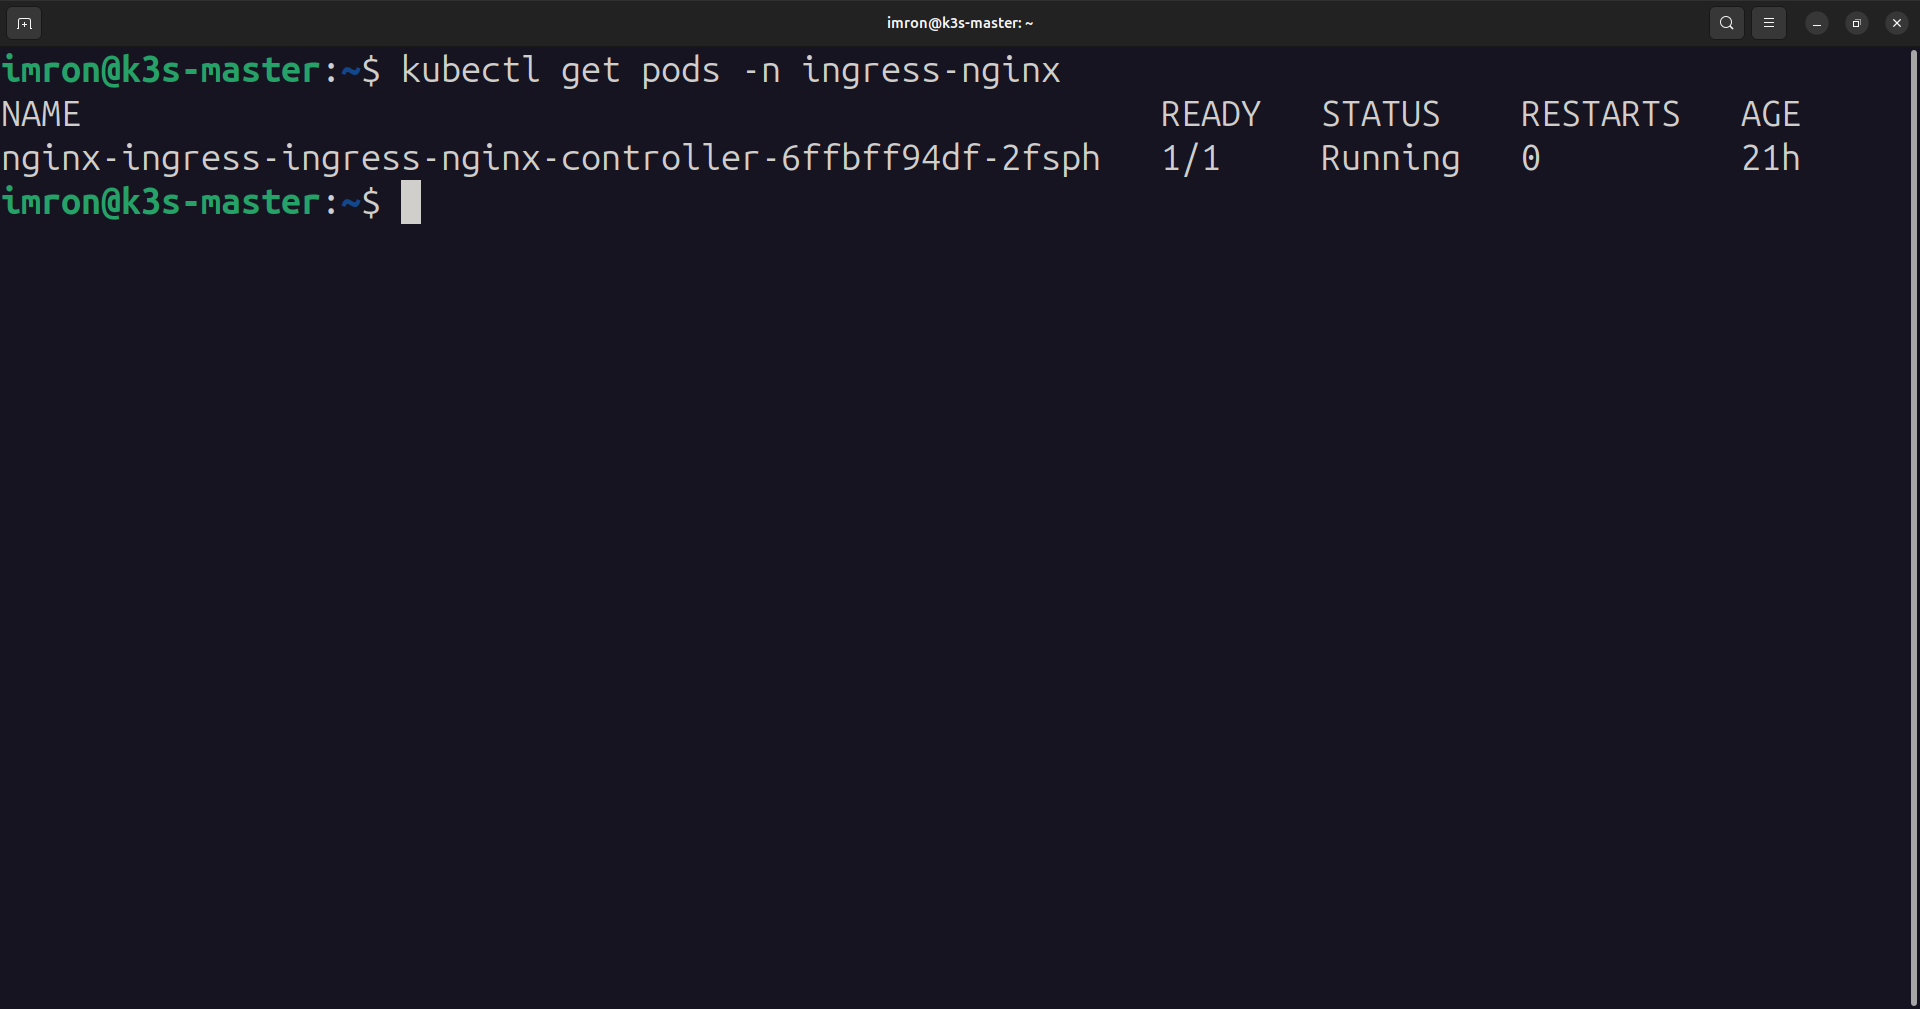 imron@k3s-master: ~
imron@k3s-master:~$ kubectl get pods -n ingress-nginx
NAME READY STATUS RESTARTS AGE
nginx-ingress-ingress-nginx-controller-6ffbff94df-2fsph 1/1 Running 0 21h
imron@k3s-master:~$